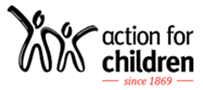 action for
children
since 1869